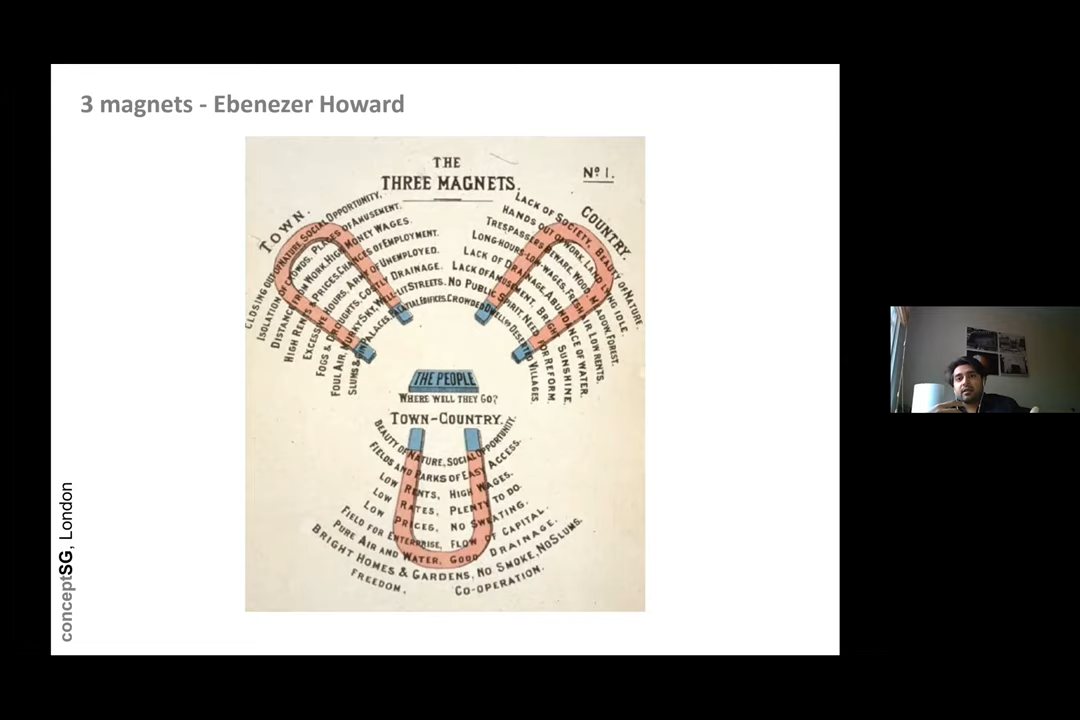 3 magnets - Ebenezer Howard
THE
THREE MAGNETS.
Nº 1.
TOWN.
CLOSING OUT OF NATURE. SOCIAL OPPORTUNITY.
ISOLATION OF CROWDS. PLACES OF AMUSEMENT.
DISTANCE FROM WORK. HIGH MONEY WAGES.
HIGH RENTS & PRICES. CHANCES OF EMPLOYMENT.
EXCESSIVE HOURS. ARMY OF UNEMPLOYED.
FOGS & DROUGHTS. COSTLY DRAINAGE.
FOUL AIR. MURKY SKY. WELL-LIT STREETS.
SLUMS & GIN PALACES. PALATIAL EDIFICES.
COUNTRY.
LACK OF SOCIETY. BEAUTY OF NATURE.
HANDS OUT OF WORK. LAND LYING IDLE.
TRESPASSERS BEWARE. WOOD, MEADOW, FOREST.
LONG HOURS-LOW WAGES. FRESH AIR. LOW RENTS.
LACK OF DRAINAGE. ABUNDANCE OF WATER.
LACK OF AMUSEMENT. BRIGHT SUNSHINE.
NO PUBLIC SPIRIT. NEED FOR REFORM.
CROWDED DWELLINGS. DESERTED VILLAGES.
THE PEOPLE
WHERE WILL THEY GO?
TOWN-COUNTRY.
BEAUTY OF NATURE, SOCIAL OPPORTUNITY.
FIELDS AND PARKS OF EASY ACCESS.
LOW RENTS, HIGH WAGES.
LOW RATES, PLENTY TO DO.
LOW PRICES, NO SWEATING.
FIELD FOR ENTERPRISE, FLOW OF CAPITAL.
PURE AIR AND WATER, GOOD DRAINAGE.
BRIGHT HOMES & GARDENS, NO SMOKE, NO SLUMS.
FREEDOM. CO-OPERATION.
conceptSG, London